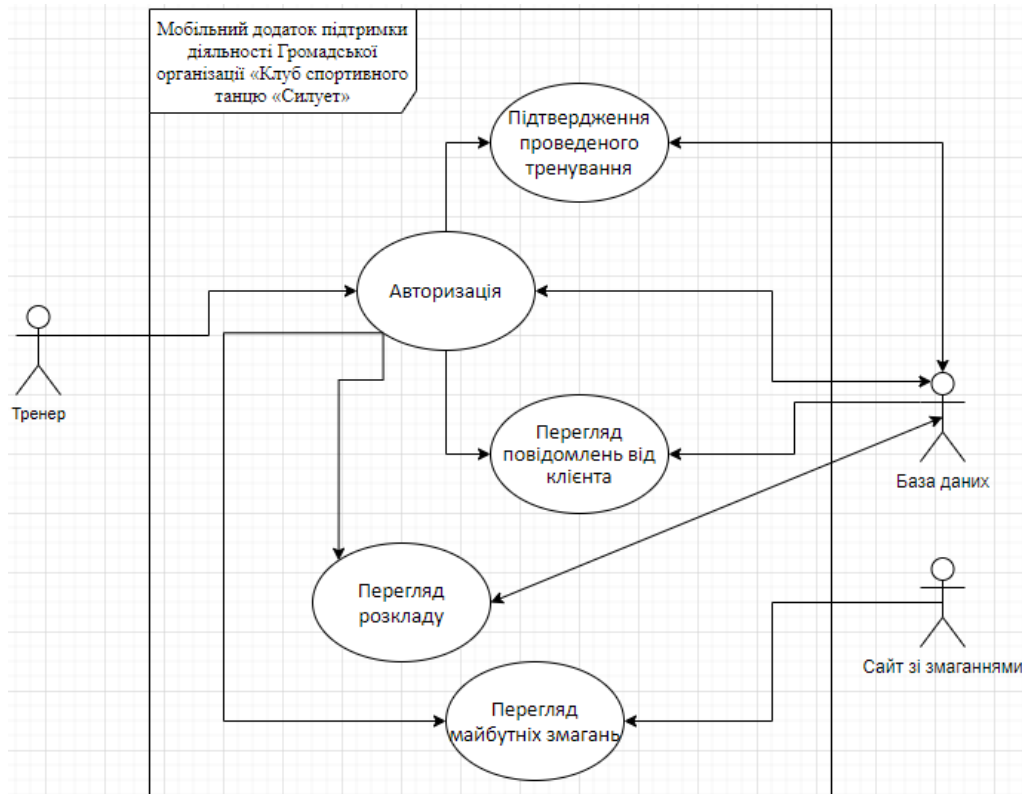 Мобільний додаток підтримки
діяльності Громадської
організації «Клуб спортивного
танцю «Силует»
Підтвердження
проведеного
тренування
Авторизація
Тренер
Перегляд
повідомлень від
клієнта
База даних
Перегляд
розкладу
Сайт зі змаганнями
Перегляд
майбутніх змагань